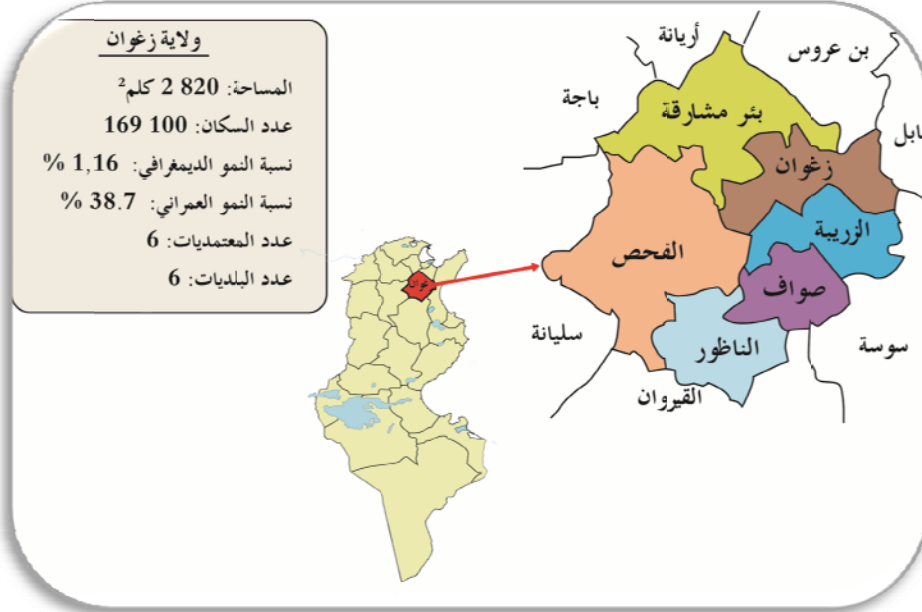 ولاية زغوان
المساحة: 820 2 كلم²
عدد السكان: 100 169
نسبة النمو الديمغرافي: 1,16 %
نسبة النمو العمراني: 38.7 %
عدد المعتمديات: 6
عدد البلديات: 6
أريانة
بن عروس
باجة
بئر مشارقة
ابل
زغوان
الزريبة
الفحص
صواف
سليانة
الناظور
سوسة
القيروان
غوان